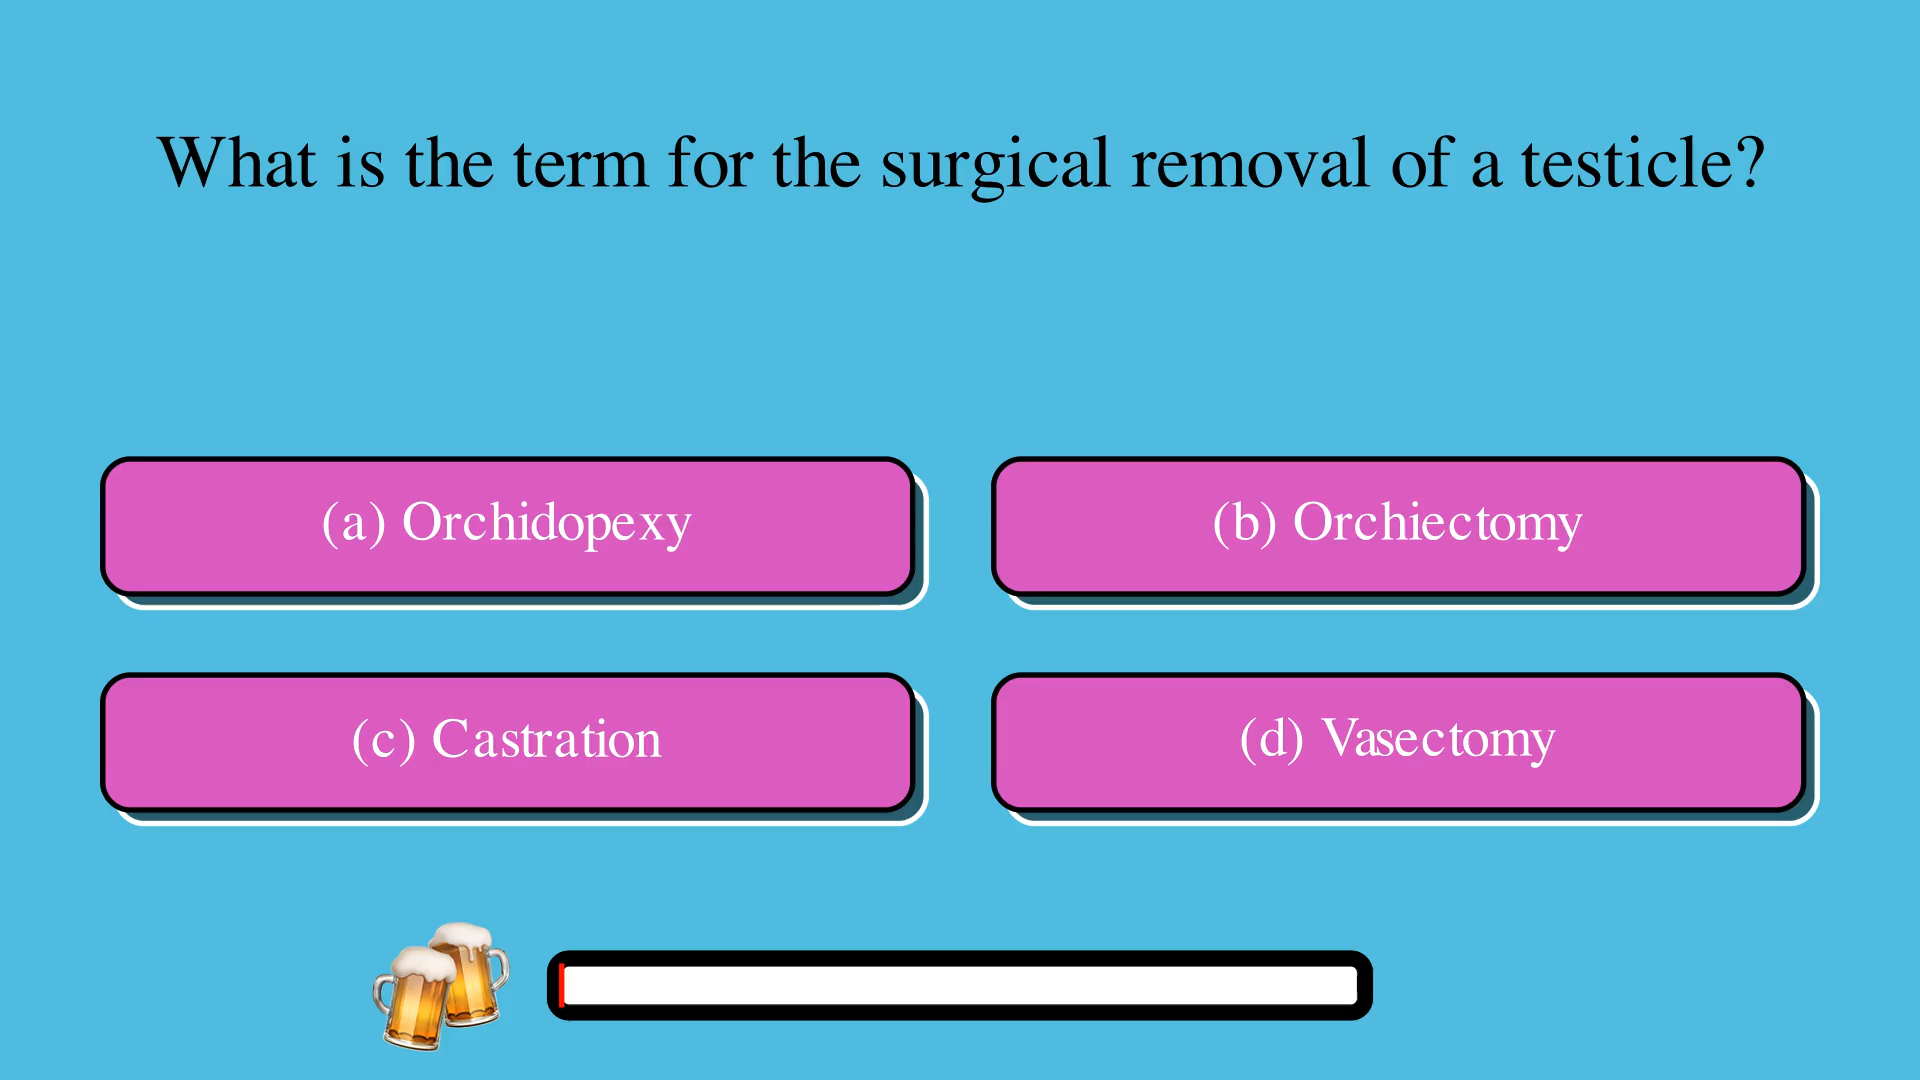 What is the term for the surgical removal of a testicle?
(a) Orchidopexy
(b) Orchiectomy
(c) Castration
(d) Vasectomy